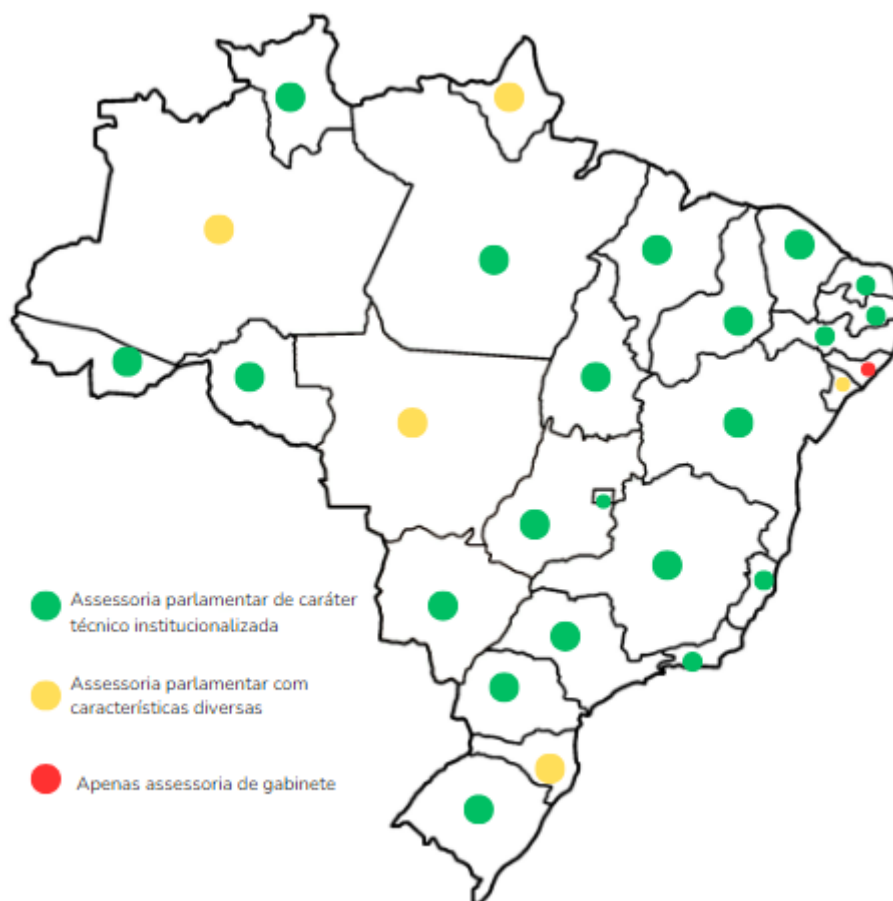 Assessoria parlamentar de caráter
técnico institucionalizada
Assessoria parlamentar com
características diversas
Apenas assessoria de gabinete